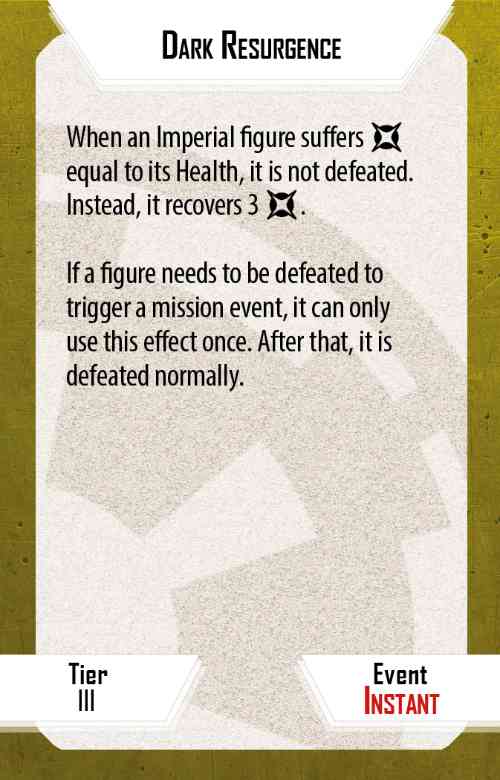 Dark Resurgence
When an Imperial figure suffers
equal to its Health, it is not defeated.
Instead, it recovers 3 .
If a figure needs to be defeated to
trigger a mission event, it can only
use this effect once. After that, it is
defeated normally.
Tier
III
Event
Instant